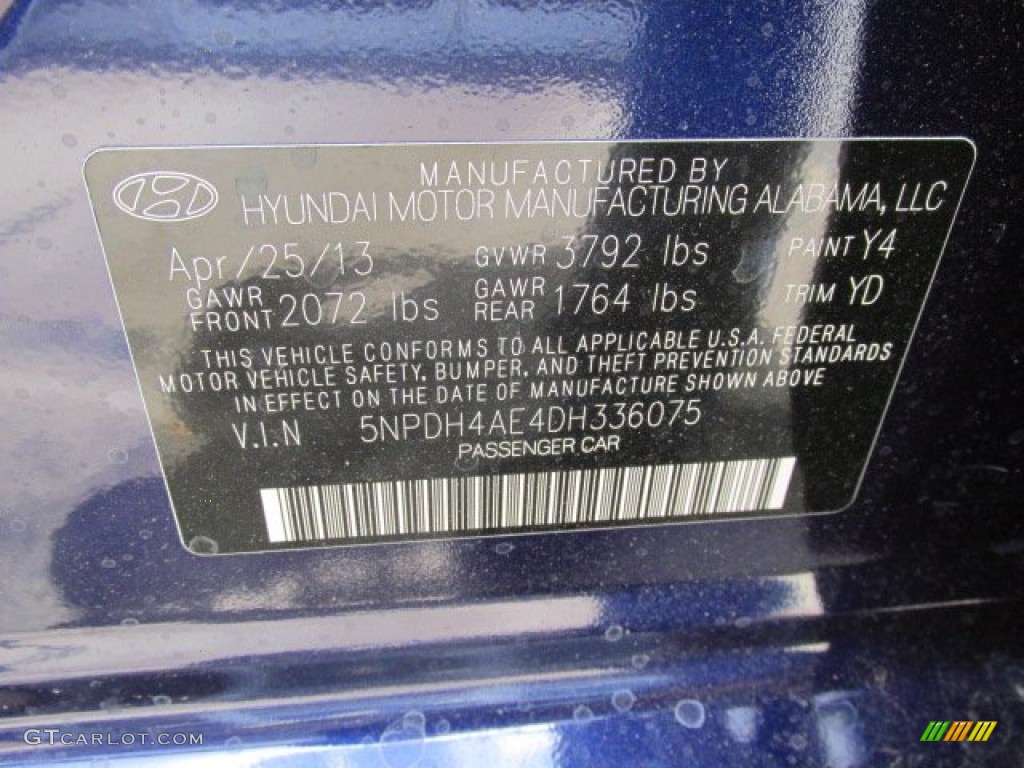 MANUFACTURED BY
HYUNDAI MOTOR MANUFACTURING ALABAMA, LLC
Apr/25/13 GVWR 3792 lbs PAINT Y4
GAWR FRONT 2072 lbs GAWR REAR 1764 lbs TRIM YD
THIS VEHICLE CONFORMS TO ALL APPLICABLE U.S.A. FEDERAL
MOTOR VEHICLE SAFETY, BUMPER, AND THEFT PREVENTION STANDARDS
IN EFFECT ON THE DATE OF MANUFACTURE SHOWN ABOVE
V.I.N 5NPDH4AE4DH336075
PASSENGER CAR
GTCARLOT.COM